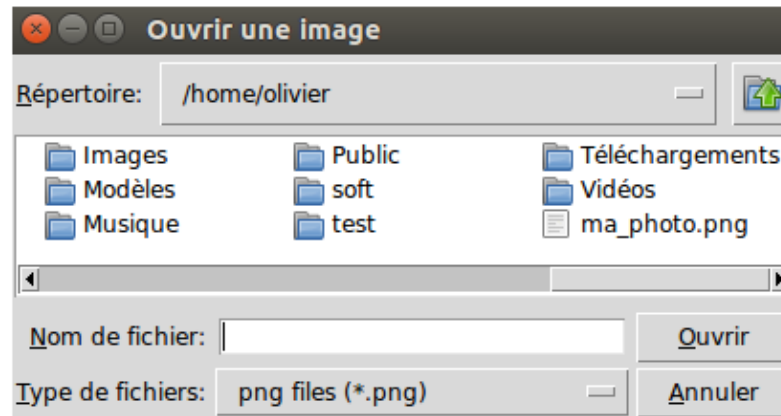 Ouvrir une image
Répertoire: /home/olivier
Images Public Téléchargements
Modèles soft Vidéos
Musique test ma_photo.png
Nom de fichier: Ouvrir
Type de fichiers: png files (*.png) Annuler